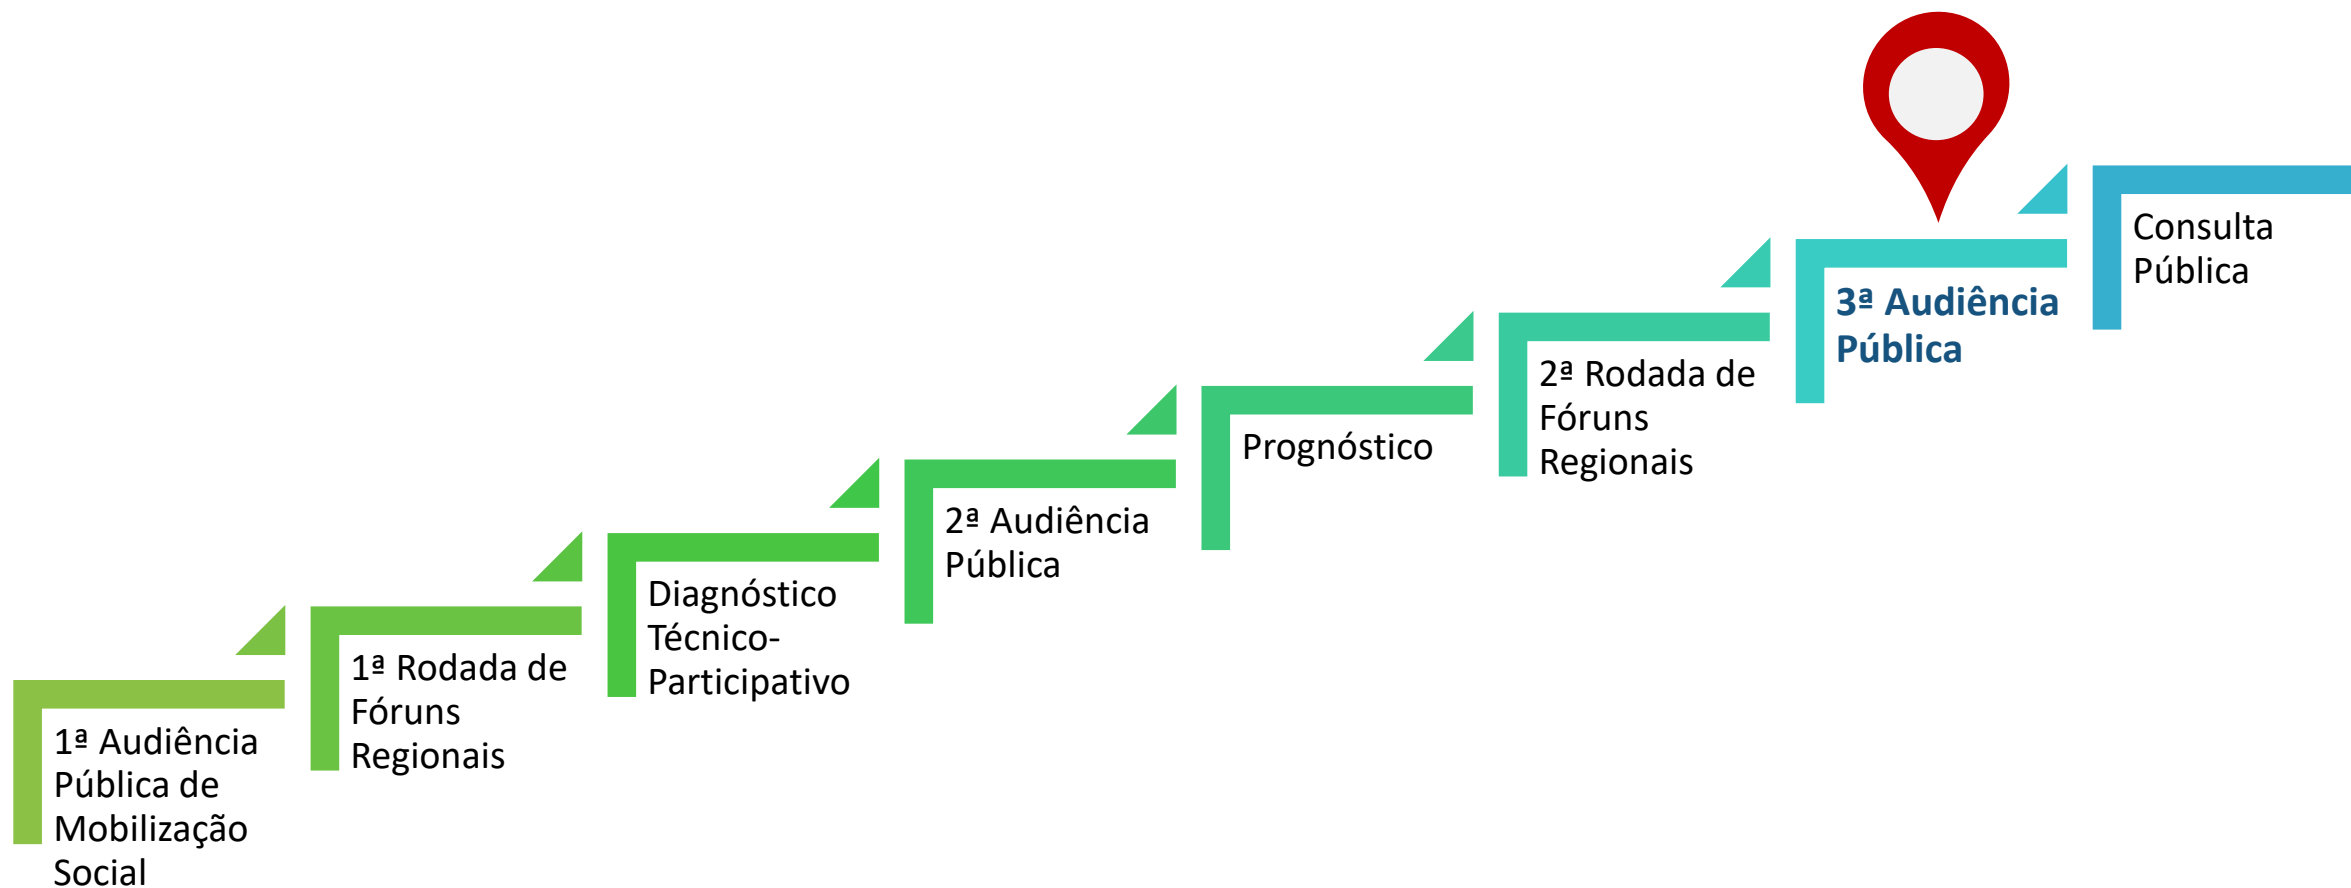 1ª Audiência
Pública de
Mobilização
Social
1ª Rodada de
Fóruns
Regionais
Diagnóstico
Técnico-
Participativo
2ª Audiência
Pública
Prognóstico
2ª Rodada de
Fóruns
Regionais
3ª Audiência
Pública
Consulta
Pública